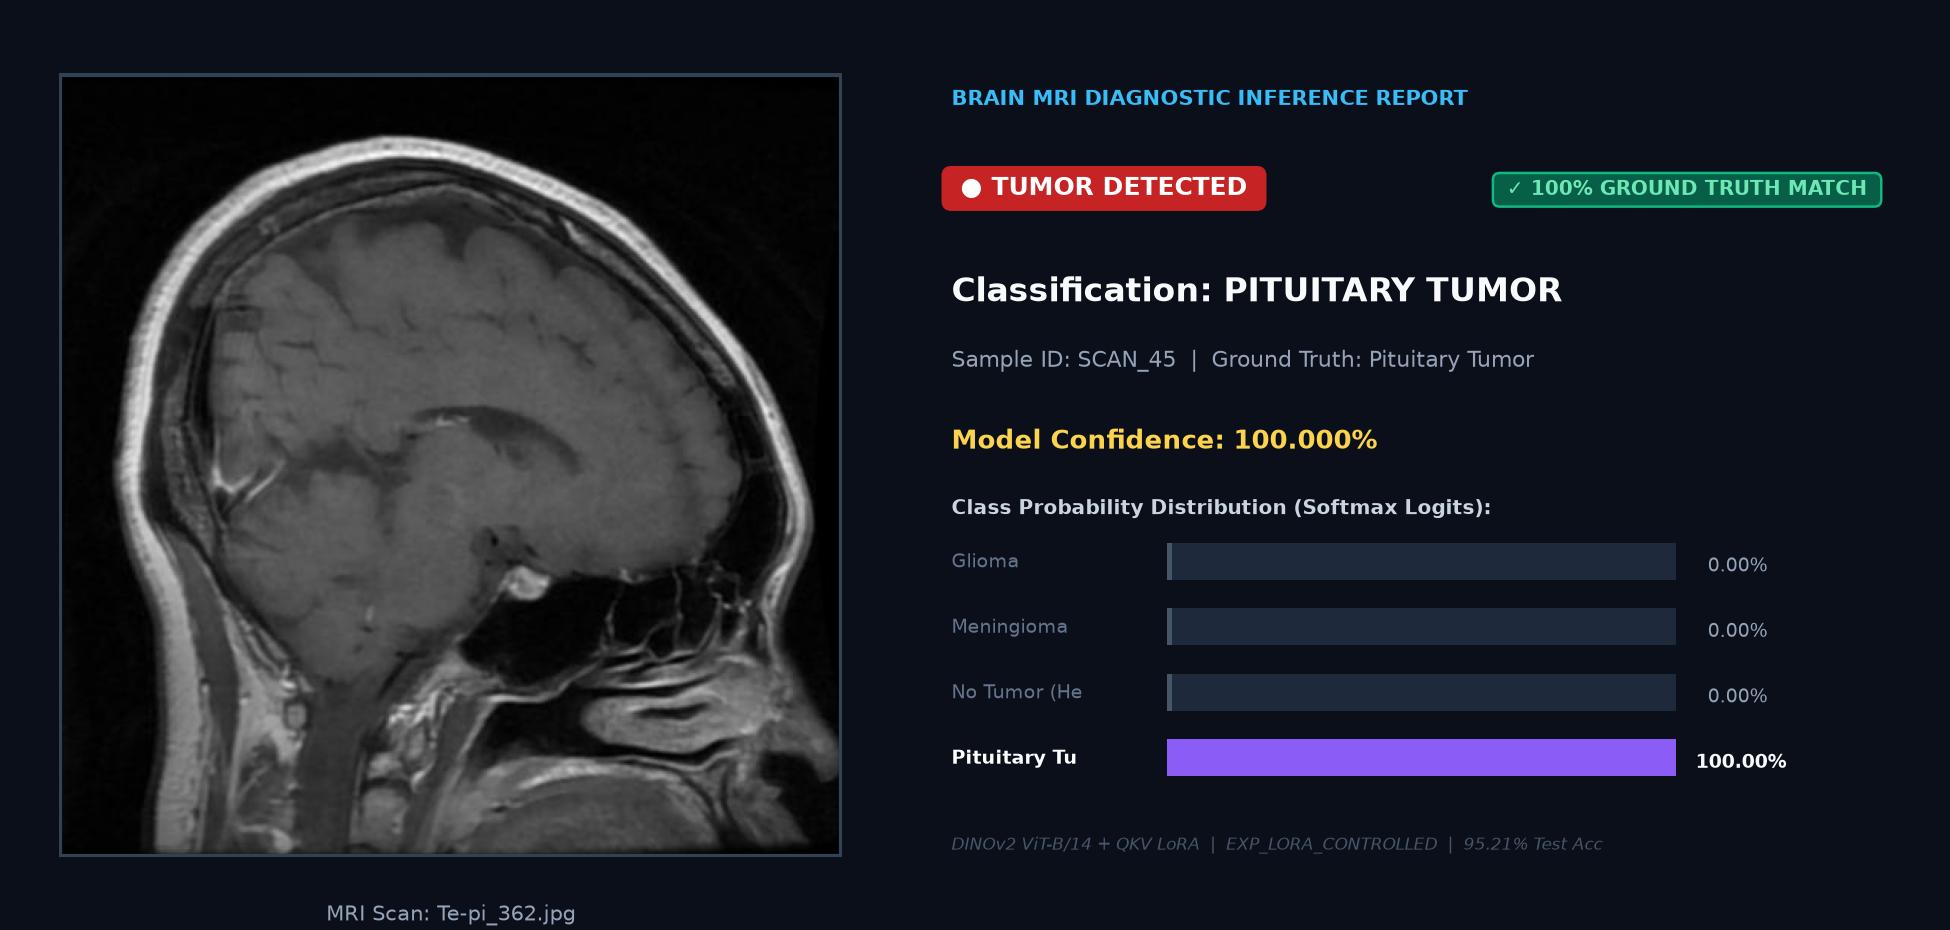 BRAIN MRI DIAGNOSTIC INFERENCE REPORT
● TUMOR DETECTED
✓ 100% GROUND TRUTH MATCH
Classification: PITUITARY TUMOR
Sample ID: SCAN_45 | Ground Truth: Pituitary Tumor
Model Confidence: 100.000%
Class Probability Distribution (Softmax Logits):
Glioma 0.00%
Meningioma 0.00%
No Tumor (He 0.00%
Pituitary Tu 100.00%
DINOv2 ViT-B/14 + QKV LoRA | EXP_LORA_CONTROLLED | 95.21% Test Acc
MRI Scan: Te-pi_362.jpg